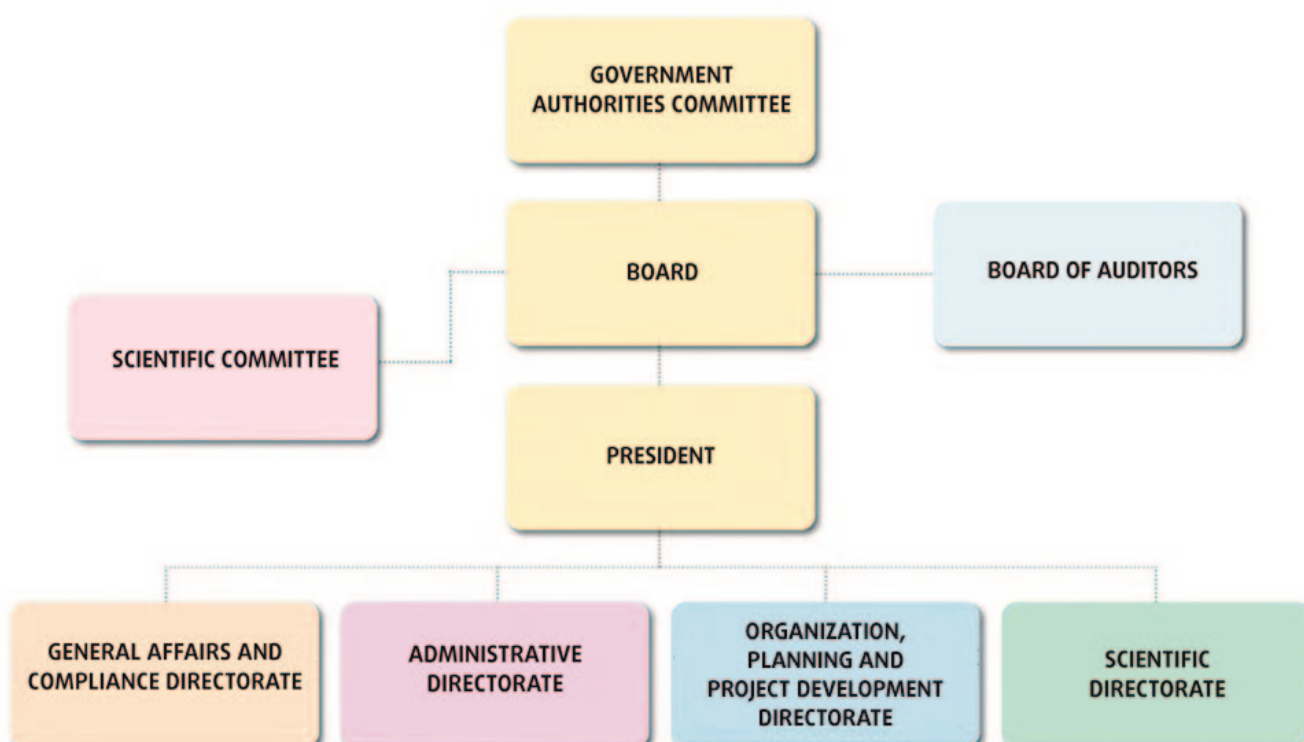 GOVERNMENT
AUTHORITIES COMMITTEE
BOARD
BOARD OF AUDITORS
SCIENTIFIC COMMITTEE
PRESIDENT
GENERAL AFFAIRS AND
COMPLIANCE DIRECTORATE
ADMINISTRATIVE
DIRECTORATE
ORGANIZATION,
PLANNING AND
PROJECT DEVELOPMENT
DIRECTORATE
SCIENTIFIC
DIRECTORATE